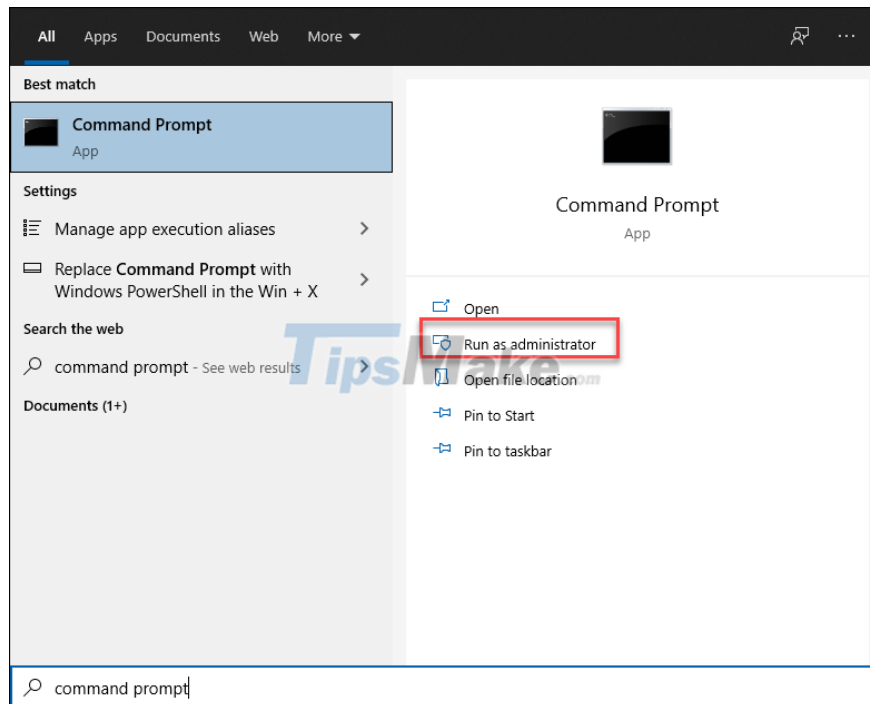 All Apps Documents Web More
Best match
Command Prompt
App
Settings
Manage app execution aliases
Replace Command Prompt with
Windows PowerShell in the Win + X
Search the web
command prompt - See web results
Documents (1+)
Command Prompt
App
Open
Run as administrator
Open file location
Pin to Start
Pin to taskbar
TipsMake.com
command prompt